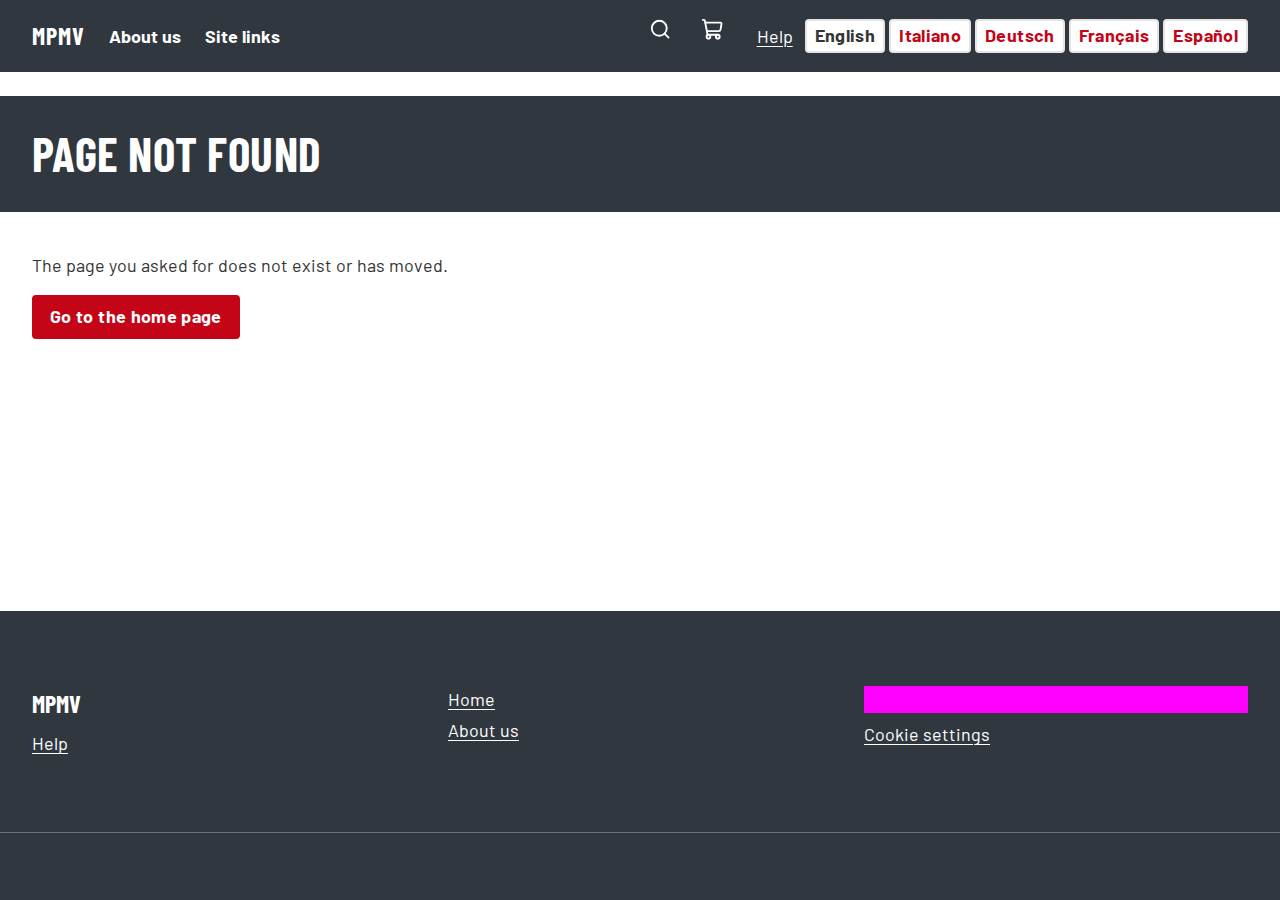 MPMV About us Site links Help English Italiano Deutsch Français Español
PAGE NOT FOUND
The page you asked for does not exist or has moved.
Go to the home page
MPMV
Help
Home
About us
Cookie settings